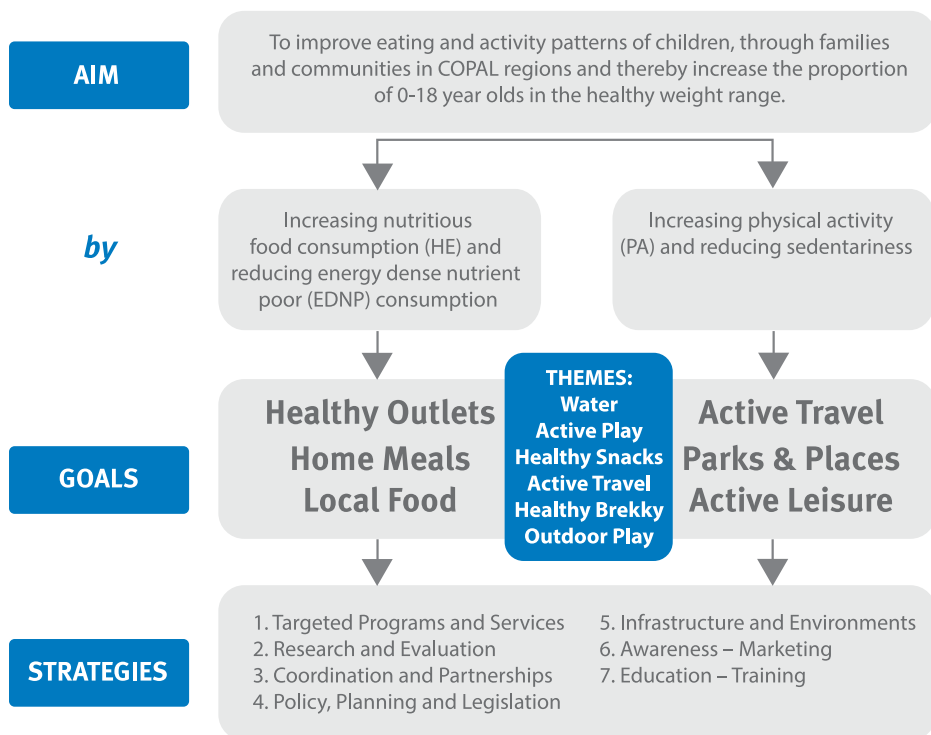 AIM
To improve eating and activity patterns of children, through families
and communities in COPAL regions and thereby increase the proportion
of 0-18 year olds in the healthy weight range.
by
Increasing nutritious
food consumption (HE) and
reducing energy dense nutrient
poor (EDNP) consumption
Increasing physical activity
(PA) and reducing sedentariness
GOALS
Healthy Outlets
Home Meals
Local Food
THEMES:
Water
Active Play
Healthy Snacks
Active Travel
Healthy Brekky
Outdoor Play
Active Travel
Parks & Places
Active Leisure
STRATEGIES
1. Targeted Programs and Services
2. Research and Evaluation
3. Coordination and Partnerships
4. Policy, Planning and Legislation
5. Infrastructure and Environments
6. Awareness – Marketing
7. Education – Training